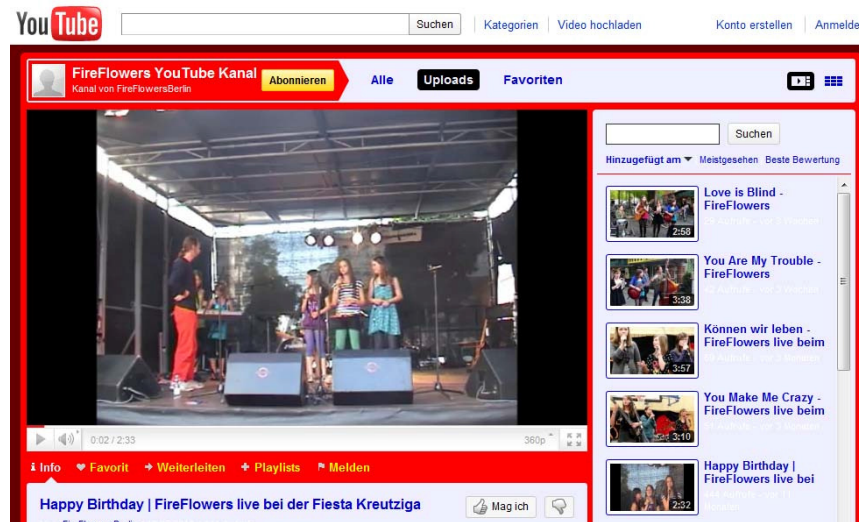 YouTube
Suchen
Kategorien
Video hochladen
Konto erstellen
Anmelde
FireFlowers YouTube Kanal
Kanal von FireFlowersBerlin
Abonnieren
Alle
Uploads
Favoriten
0:02 / 2:33
360p
Info
Favorit
Weiterleiten
Playlists
Melden
Happy Birthday | FireFlowers live bei der Fiesta Kreutziga
Mag ich
Suchen
Hinzugefügt am
Meistgesehen
Beste Bewertung
2:58
Love is Blind -
FireFlowers
3:38
You Are My Trouble -
FireFlowers
3:57
Können wir leben -
FireFlowers live beim
3:10
You Make Me Crazy -
FireFlowers live beim
2:32
Happy Birthday |
FireFlowers live bei